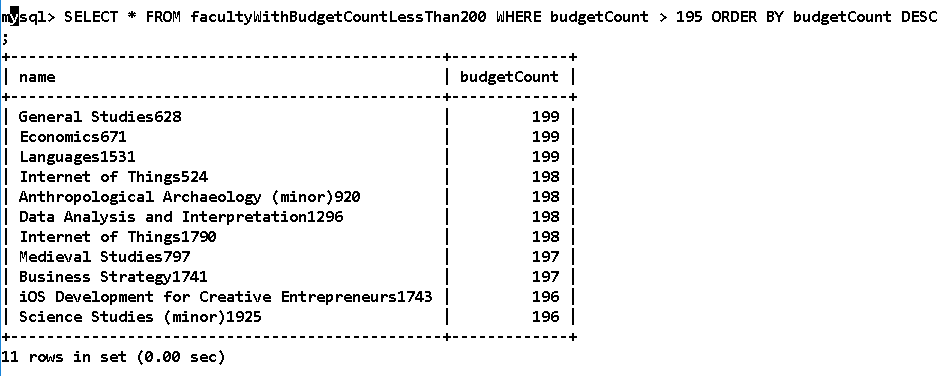 mysql> SELECT * FROM facultyWithBudgetCountLessThan200 WHERE budgetCount > 195 ORDER BY budgetCount DESC
;
+------------------------------------------+-------------+
| name                                     | budgetCount |
+------------------------------------------+-------------+
| General Studies628                       |         199 |
| Economics671                             |         199 |
| Languages1531                            |         199 |
| Internet of Things524                    |         198 |
| Anthropological Archaeology (minor)920   |         198 |
| Data Analysis and Interpretation1296     |         198 |
| Internet of Things1790                   |         198 |
| Medieval Studies797                      |         197 |
| Business Strategy1741                    |         197 |
| iOS Development for Creative Entrepreneurs1743 |         196 |
| Science Studies (minor)1925              |         196 |
+------------------------------------------+-------------+
11 rows in set (0.00 sec)